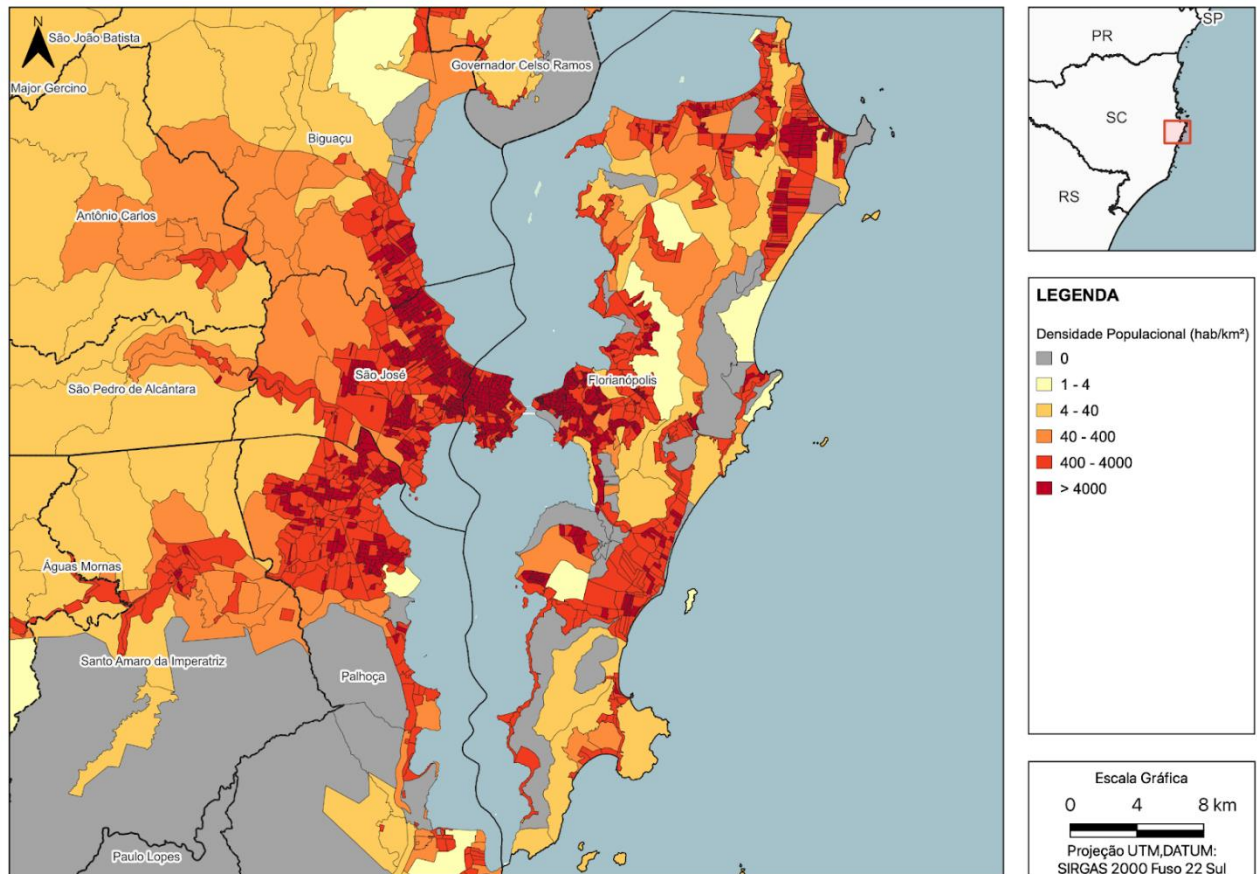 N
São João Batista
Major Gercino
Governador Celso Ramos
Biguaçu
Antônio Carlos
São José
São Pedro de Alcântara
Florianópolis
Águas Mornas
Santo Amaro da Imperatriz
Palhoça
Paulo Lopes
SP
PR
SC
RS
LEGENDA
Densidade Populacional (hab/km²)
0
1 - 4
4 - 40
40 - 400
400 - 4000
> 4000
Escala Gráfica
0 4 8 km
Projeção UTM,DATUM:
SIRGAS 2000 Fuso 22 Sul